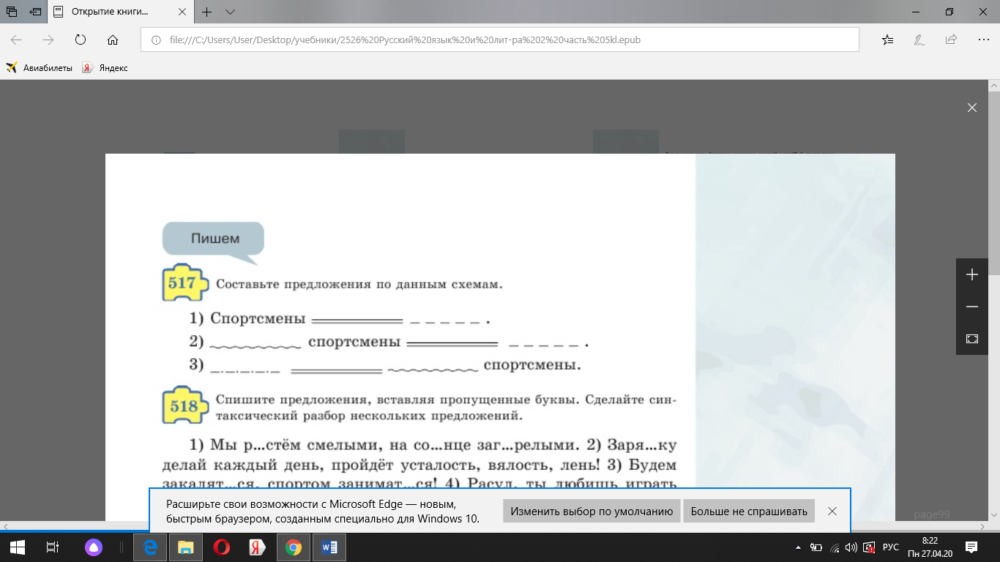 Открытие книги...
file:///C:/Users/User/Desktop/учебники/2526%20Русский%20язык%20и%20лит-ра%202%20часть%205kl.epub
Авиабилеты Яндекс
Пишем
517 Составьте предложения по данным схемам.
1) Спортсмены _ _ _ _ _ .
2) спортсмены _ _ _ _ _ .
3) _._._._._ спортсмены.
518 Спишите предложения, вставляя пропущенные буквы. Сделайте син-
таксический разбор нескольких предложений.
1) Мы р...стём смелыми, на со...нце заг...релыми. 2) Заря...ку
делай каждый день, пройдёт усталость, вялость, лень! 3) Будем
закалят...ся, спортом занимат...ся! 4) Расул, ты любишь играть
Расширьте свои возможности с Microsoft Edge — новым,
быстрым браузером, созданным специально для Windows 10.
Изменить выбор по умолчанию Больше не спрашивать
page99
РУС
8:22
Пн 27.04.20